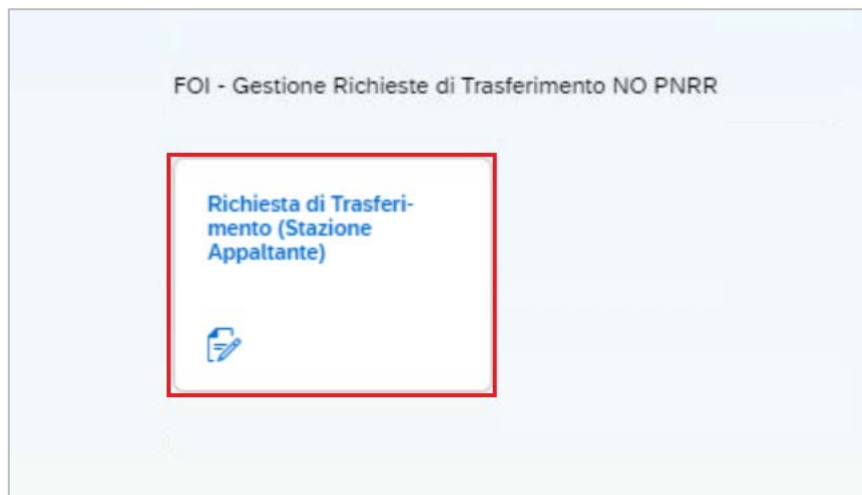 FOI - Gestione Richieste di Trasferimento NO PNRR
Richiesta di Trasferi-
mento (Stazione
Appaltante)